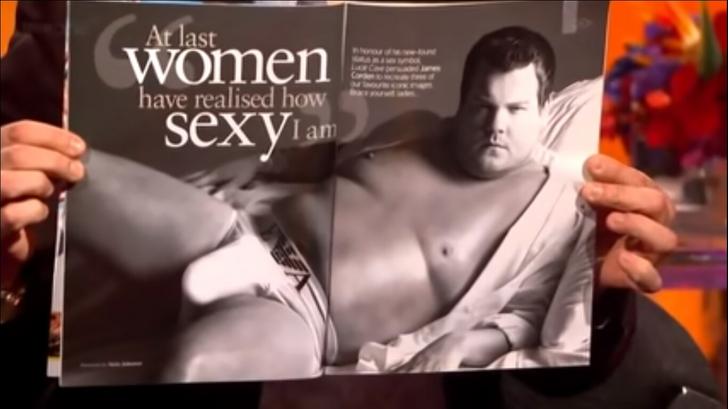 At last
women
have realised how
sexy I am
In honour of his new-found
status as a sex symbol,
Lucie Cave persuaded James
Corden to recreate three of
our favourite iconic images.
Brace yourself, ladies...